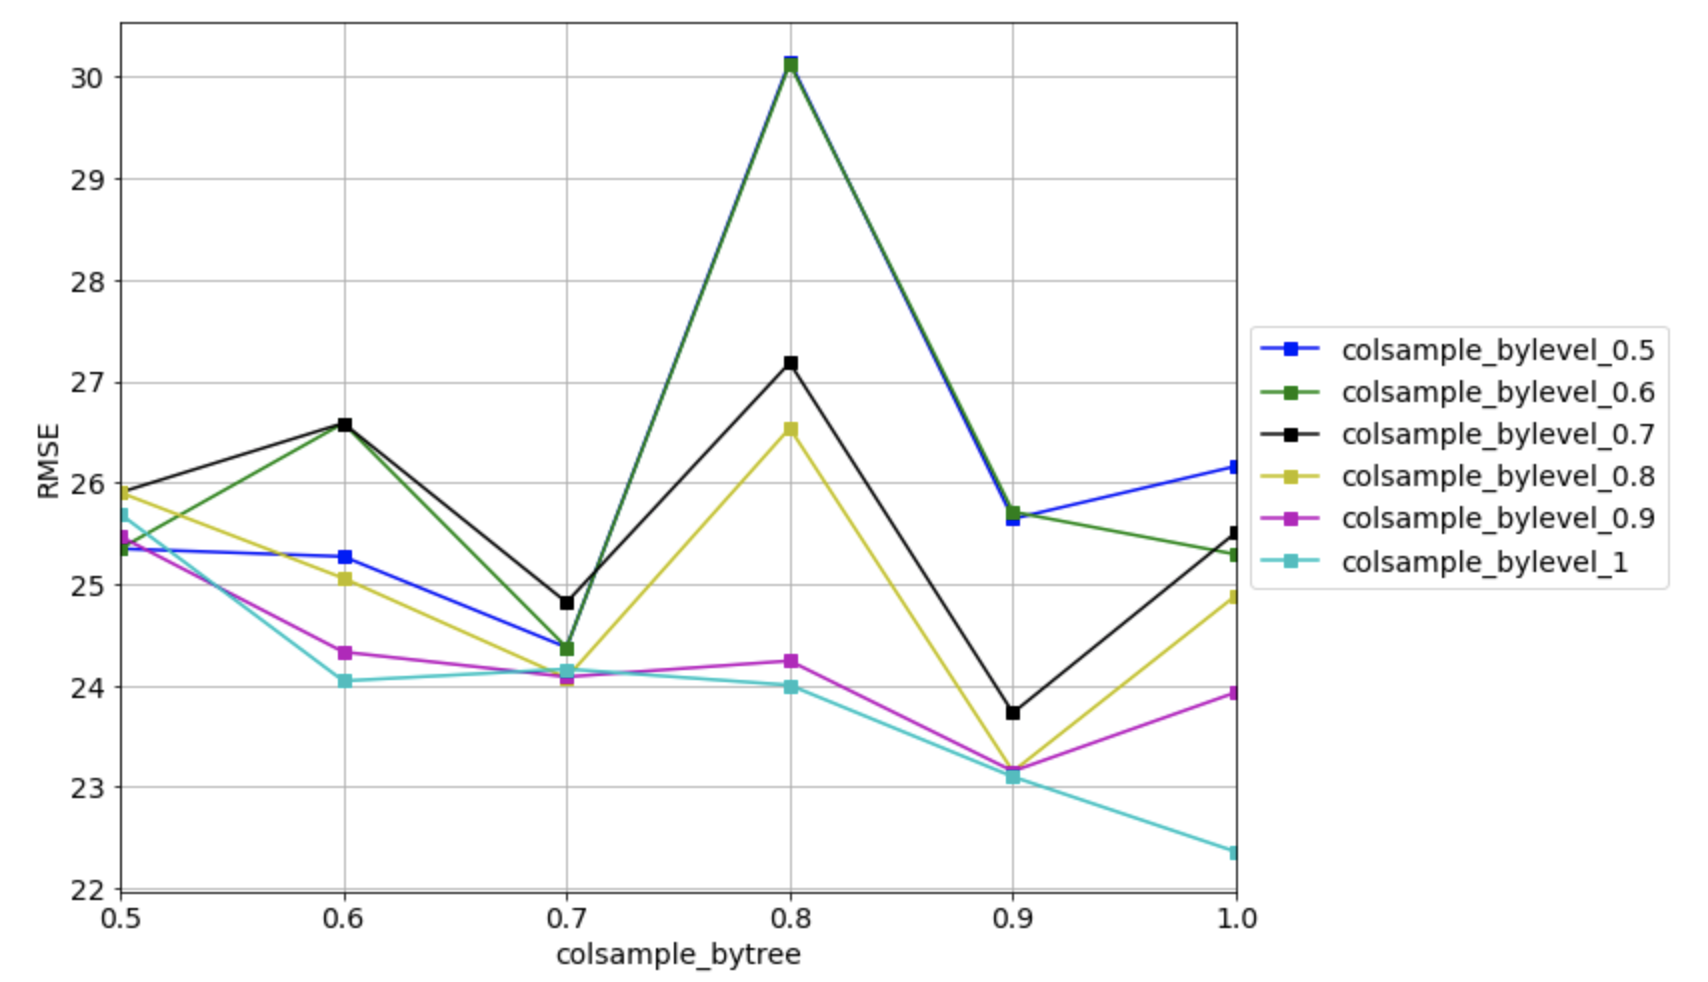 30
29
28
27
26
25
24
23
22
RMSE
0.5 0.6 0.7 0.8 0.9 1.0
colsample_bytree
colsample_bylevel_0.5
colsample_bylevel_0.6
colsample_bylevel_0.7
colsample_bylevel_0.8
colsample_bylevel_0.9
colsample_bylevel_1